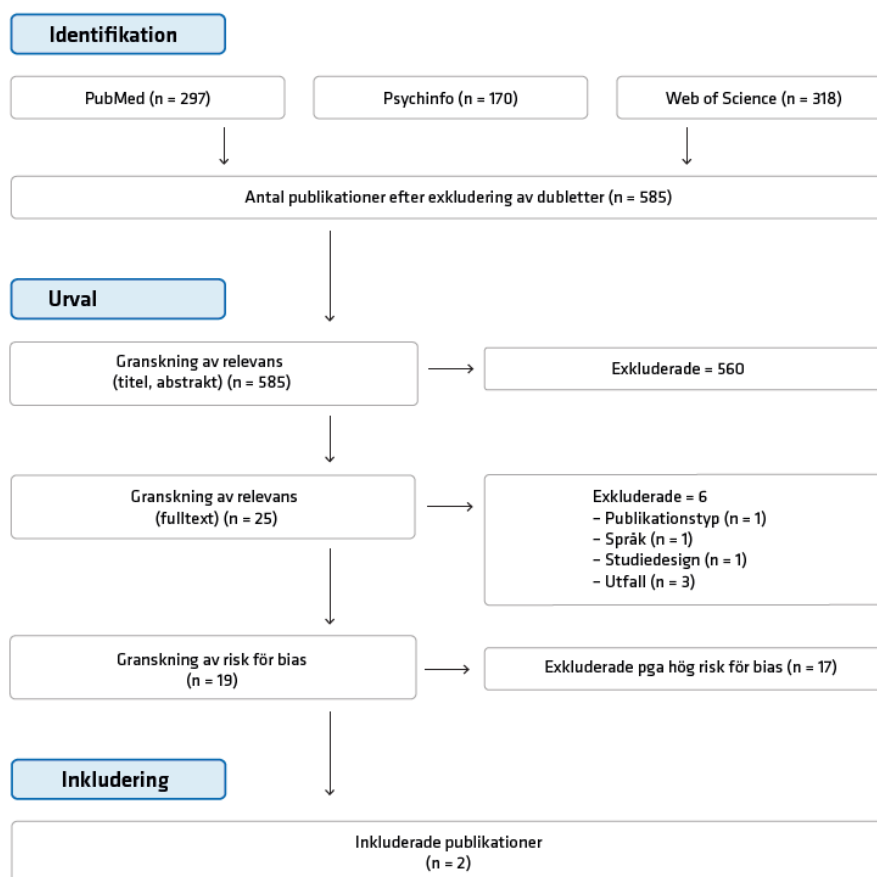 Identifikation
PubMed (n = 297)
Psychinfo (n = 170)
Web of Science (n = 318)
Antal publikationer efter exkludering av dubletter (n = 585)
Urval
Granskning av relevans
(titel, abstrakt) (n = 585)
Exkluderade = 560
Granskning av relevans
(fulltext) (n = 25)
Exkluderade = 6
– Publikationstyp (n = 1)
– Språk (n = 1)
– Studiedesign (n = 1)
– Utfall (n = 3)
Granskning av risk för bias
(n = 19)
Exkluderade pga hög risk för bias (n = 17)
Inkludering
Inkluderade publikationer
(n = 2)